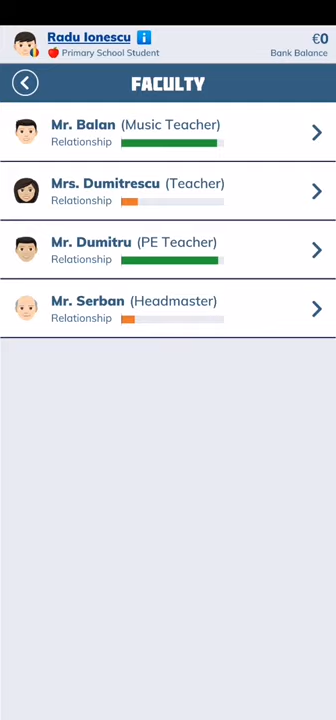 Radu Ionescu i
€0
Primary School Student
Bank Balance
FACULTY
Mr. Balan (Music Teacher)
Relationship
Mrs. Dumitrescu (Teacher)
Relationship
Mr. Dumitru (PE Teacher)
Relationship
Mr. Serban (Headmaster)
Relationship